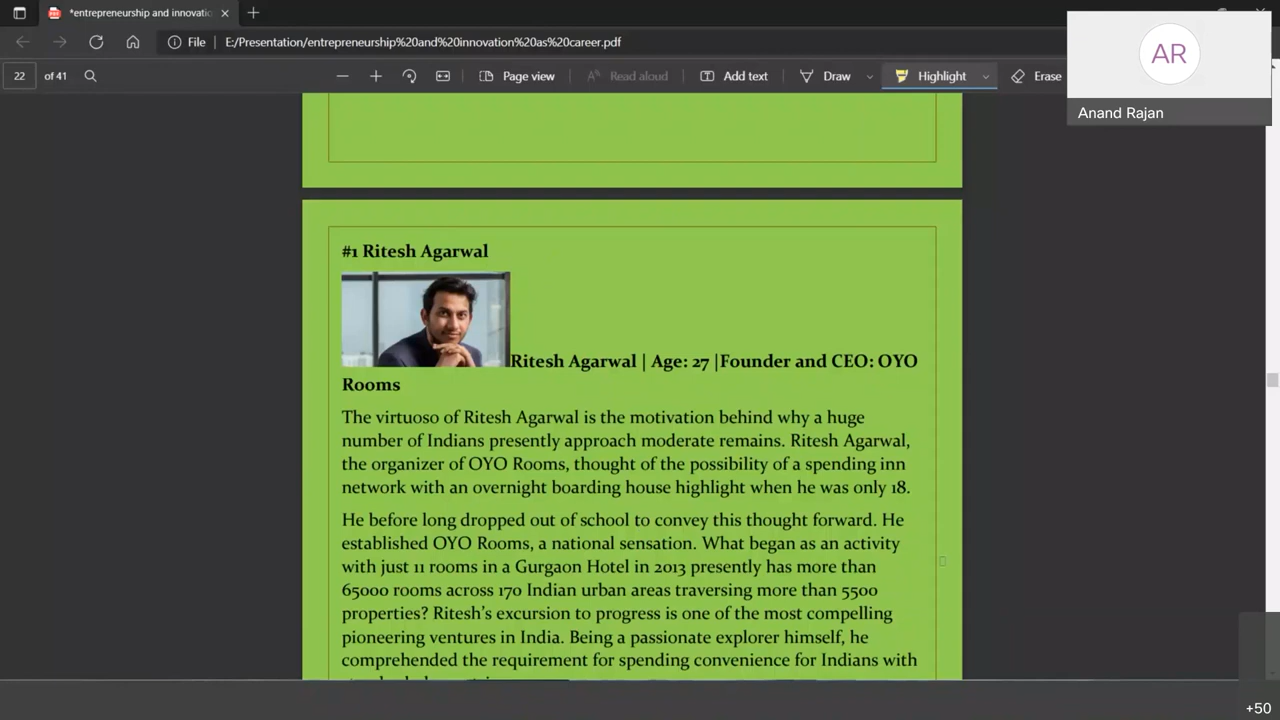 *entrepreneurship and innovatio
File
E:/Presentation/entrepreneurship%20and%20innovation%20as%20career.pdf
22 of 41
Page view
Read aloud
Add text
Draw
Highlight
Erase
AR
Anand Rajan
#1 Ritesh Agarwal
Ritesh Agarwal | Age: 27 |Founder and CEO: OYO
Rooms
The virtuoso of Ritesh Agarwal is the motivation behind why a huge
number of Indians presently approach moderate remains. Ritesh Agarwal,
the organizer of OYO Rooms, thought of the possibility of a spending inn
network with an overnight boarding house highlight when he was only 18.
He before long dropped out of school to convey this thought forward. He
established OYO Rooms, a national sensation. What began as an activity
with just 11 rooms in a Gurgaon Hotel in 2013 presently has more than
65000 rooms across 170 Indian urban areas traversing more than 5500
properties? Ritesh's excursion to progress is one of the most compelling
pioneering ventures in India. Being a passionate explorer himself, he
comprehended the requirement for spending convenience for Indians with
+50